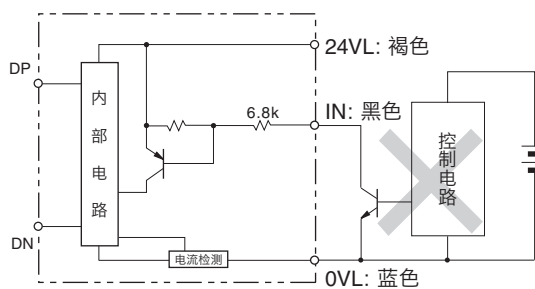 24VL: 褐色
DP
内部电路
6.8k
IN: 黑色
控制电路
DN
电流检测
0VL: 蓝色